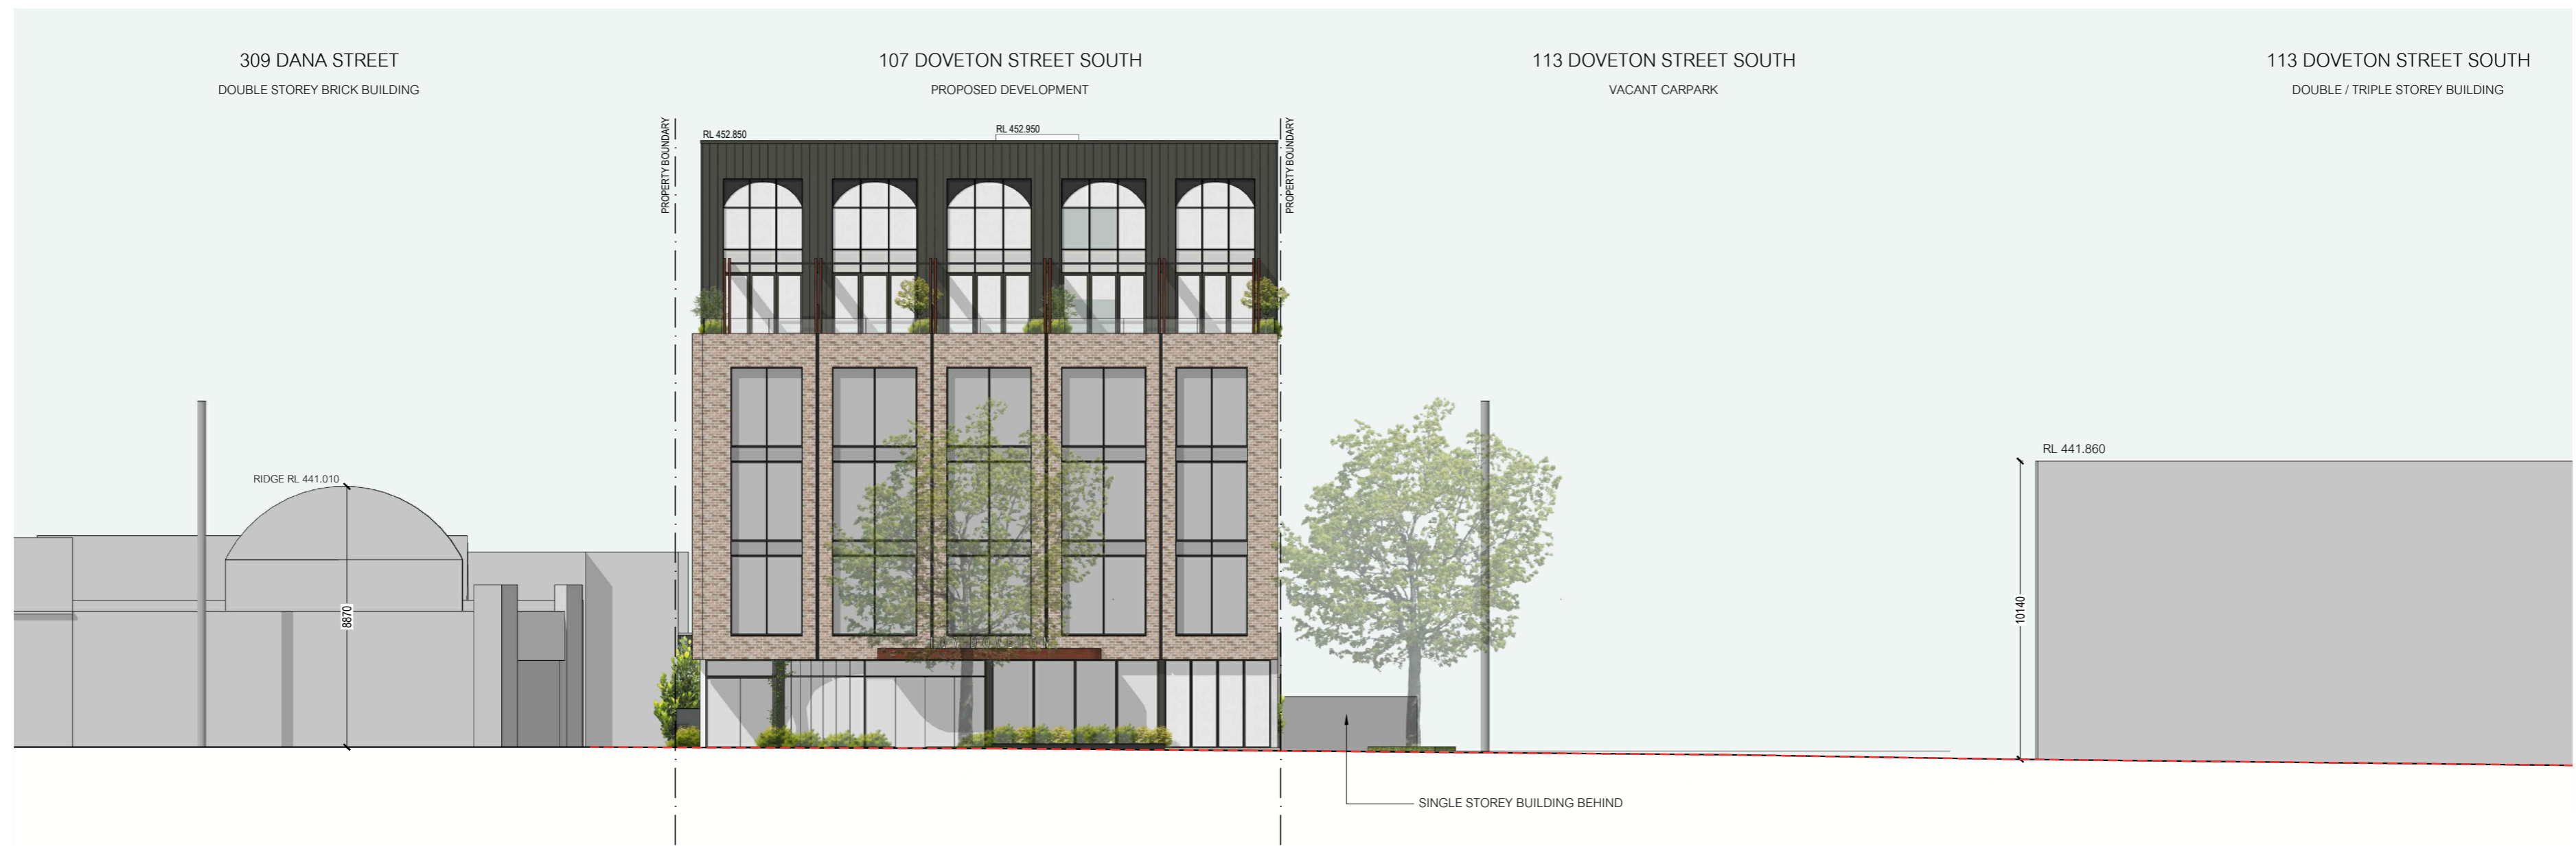 309 DANA STREET
DOUBLE STOREY BRICK BUILDING
107 DOVETON STREET SOUTH
PROPOSED DEVELOPMENT
113 DOVETON STREET SOUTH
VACANT CARPARK
113 DOVETON STREET SOUTH
DOUBLE / TRIPLE STOREY BUILDING
PROPERTY BOUNDARY
RL 452.850
RL 452.950
PROPERTY BOUNDARY
RIDGE RL 441.010
8870
RL 441.860
10140
SINGLE STOREY BUILDING BEHIND